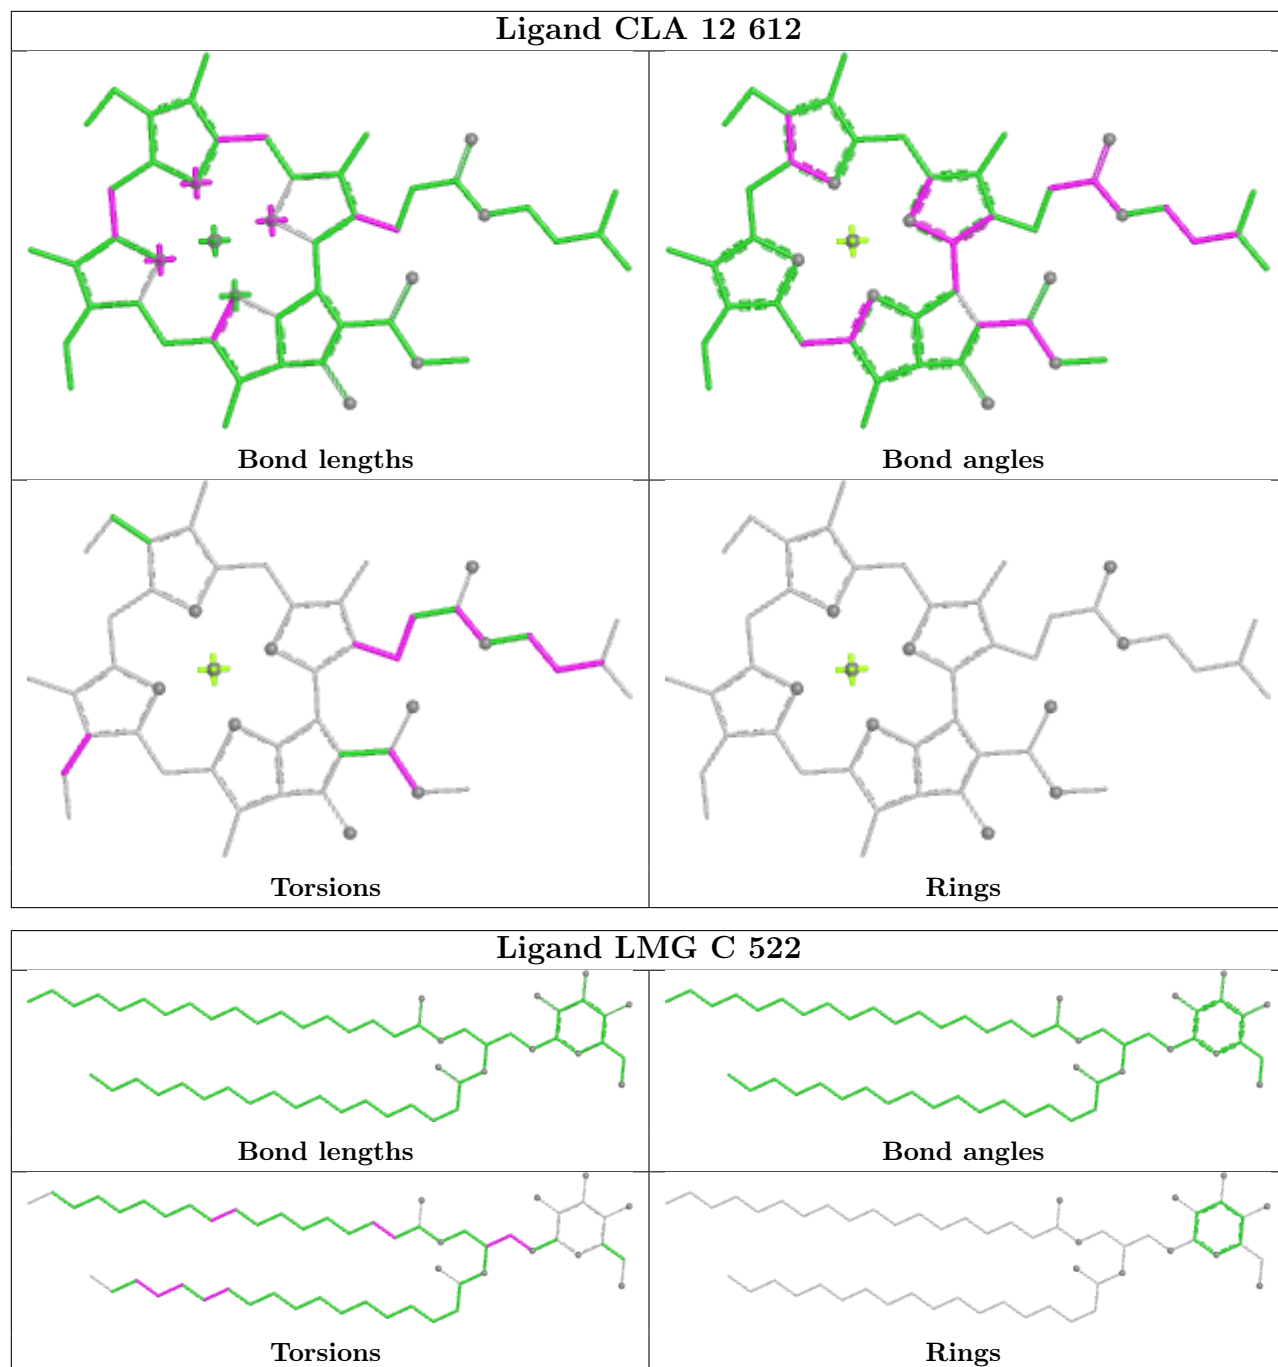 Ligand CLA 12 612
Bond lengths
Bond angles
Torsions
Rings
Ligand LMG C 522
Bond lengths
Bond angles
Torsions
Rings